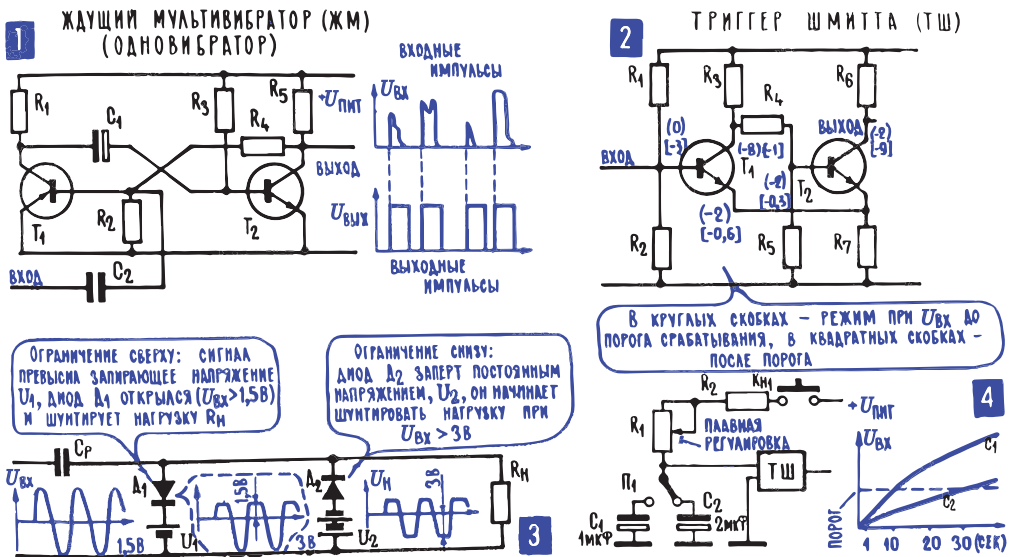 1
ЖДУЩИЙ МУЛЬТИВИБРАТОР (ЖМ)
(ОДНОВИБРАТОР)
R1
C1
R3
R5
R4
+Uпит
ВЫХОД
T1
R2
T2
ВХОД
C2
ВХОДНЫЕ
ИМПУЛЬСЫ
Uвх
Uвых
ВЫХОДНЫЕ
ИМПУЛЬСЫ
2
ТРИГГЕР ШМИТТА (ТШ)
R1
R3
R6
R4
(0)
[-3]
ВЫХОД
(-2)
[-9]
ВХОД
(-8)[-1]
T1
(-2)
[-0,3]
T2
(-2)
[-0,6]
R2
R5
R7
В КРУГЛЫХ СКОБКАХ – РЕЖИМ ПРИ Uвх ДО
ПОРОГА СРАБАТЫВАНИЯ, В КВАДРАТНЫХ СКОБКАХ –
ПОСЛЕ ПОРОГА
ОГРАНИЧЕНИЕ СВЕРХУ: СИГНАЛ
ПРЕВЫСИЛ ЗАПИРАЮЩЕЕ НАПРЯЖЕНИЕ
U1, ДИОД Д1 ОТКРЫЛСЯ (Uвх>1,5В)
И ШУНТИРУЕТ НАГРУЗКУ Rн
ОГРАНИЧЕНИЕ СНИЗУ:
ДИОД Д2 ЗАПЕРТ ПОСТОЯННЫМ
НАПРЯЖЕНИЕМ, U2, ОН НАЧИНАЕТ
ШУНТИРОВАТЬ НАГРУЗКУ ПРИ
Uвх > 3В
Cр
Uвх
1,5В
Д1
U1
1,5В
3В
Д2
U2
Uн
3В
Rн
3
4
R2
Кн1
+Uпит
R1
ПЛАВНАЯ
РЕГУЛИРОВКА
ТШ
П1
C1
1мкФ
C2
2мкФ
Uвх
C1
C2
ПОРОГ
1 10 20 30 (СЕК)